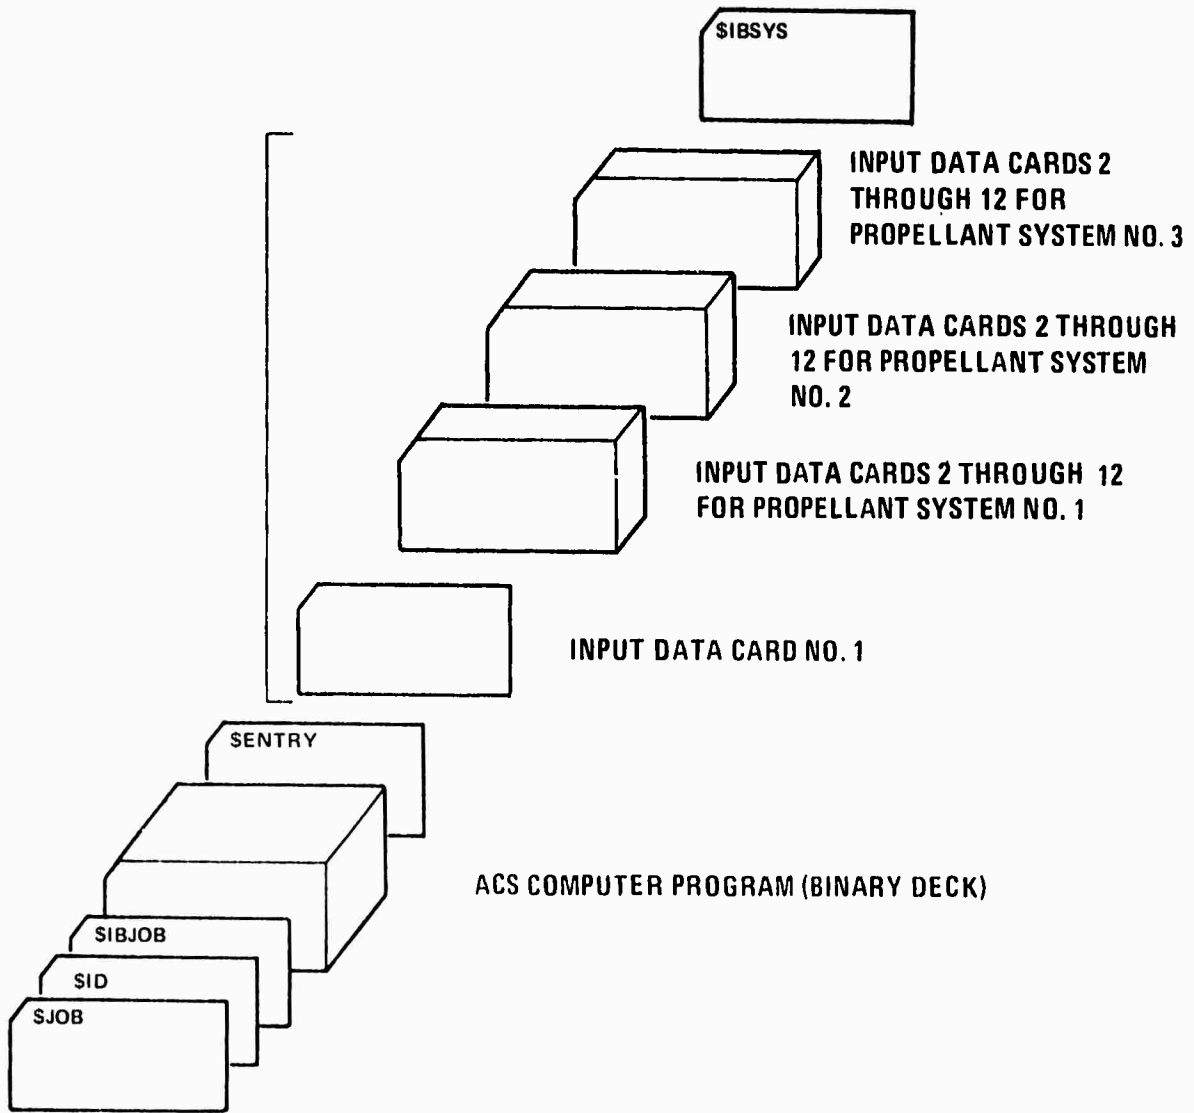 $IBSYS
INPUT DATA CARDS 2
THROUGH 12 FOR
PROPELLANT SYSTEM NO. 3
INPUT DATA CARDS 2 THROUGH
12 FOR PROPELLANT SYSTEM
NO. 2
INPUT DATA CARDS 2 THROUGH 12
FOR PROPELLANT SYSTEM NO. 1
INPUT DATA CARD NO. 1
$ENTRY
ACS COMPUTER PROGRAM (BINARY DECK)
$IBJOB
$ID
$JOB